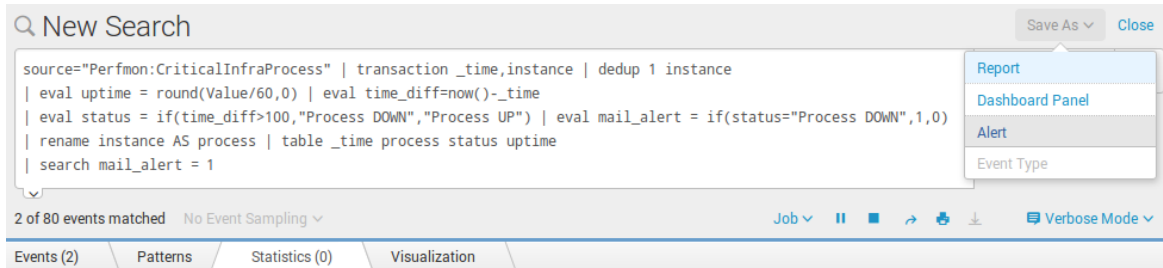 New Search
Save As
Close
source="Perfmon:CriticalInfraProcess" | transaction _time,instance | dedup 1 instance
| eval uptime = round(Value/60,0) | eval time_diff=now()-_time
| eval status = if(time_diff>100,"Process DOWN","Process UP") | eval mail_alert = if(status="Process DOWN",1,0)
| rename instance AS process | table _time process status uptime
| search mail_alert = 1
Report
Dashboard Panel
Alert
Event Type
2 of 80 events matched No Event Sampling Job Verbose Mode
Events (2) Patterns Statistics (0) Visualization